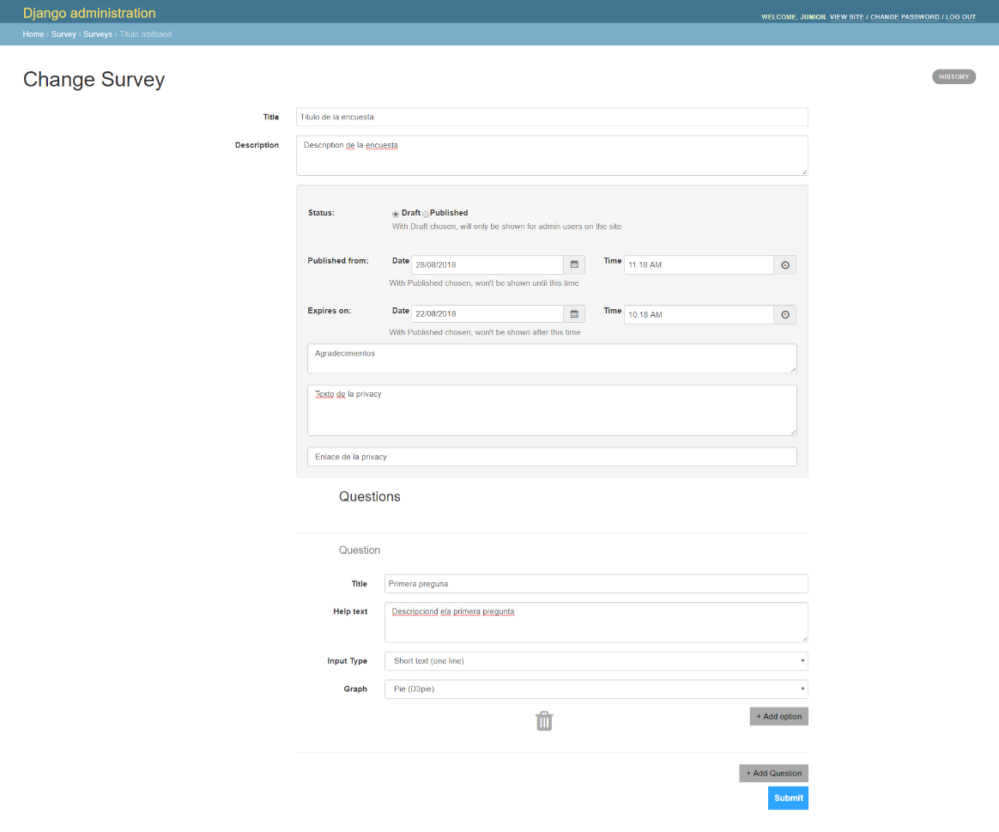 Django administration
WELCOME, JUNIOR. VIEW SITE / CHANGE PASSWORD / LOG OUT
Home › Survey › Surveys › Titulo addbasd
Change Survey
HISTORY
Title Titulo de la encuesta
Description Description de la encuesta
Status: Draft Published
With Draft chosen, will only be shown for admin users on the site
Published from: Date 28/08/2018 Time 11.18 AM
With Published chosen, won't be shown until this time
Expires on: Date 22/08/2018 Time 10:18 AM
With Published chosen, won't be shown after this time
Agradecimientos
Texto de la privacy
Enlace de la privacy
Questions
Question
Title Primera preguna
Help text Descripciond ela primera pregunta
Input Type Short text (one line)
Graph Pie (D3pie)
+ Add option
+ Add Question
Submit